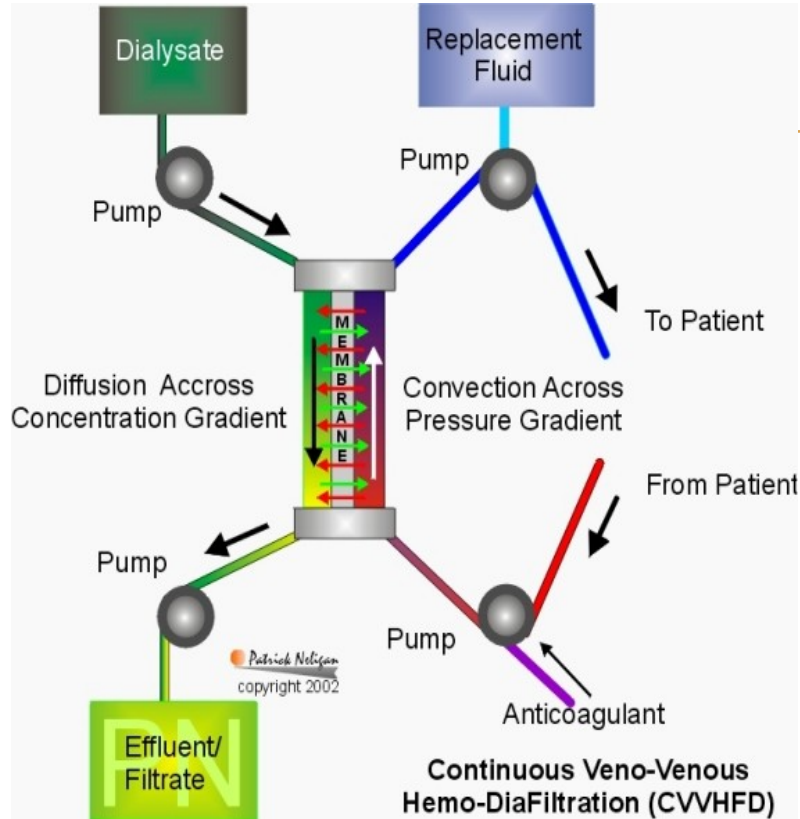 Dialysate
Replacement
Fluid
Pump
Pump
To Patient
Diffusion Accross
Concentration Gradient
MEMBRANE
Convection Across
Pressure Gradient
From Patient
Pump
Pump
Patrick Neligan
copyright 2002
Anticoagulant
PN
Effluent/
Filtrate
Continuous Veno-Venous
Hemo-DiaFiltration (CVVHFD)